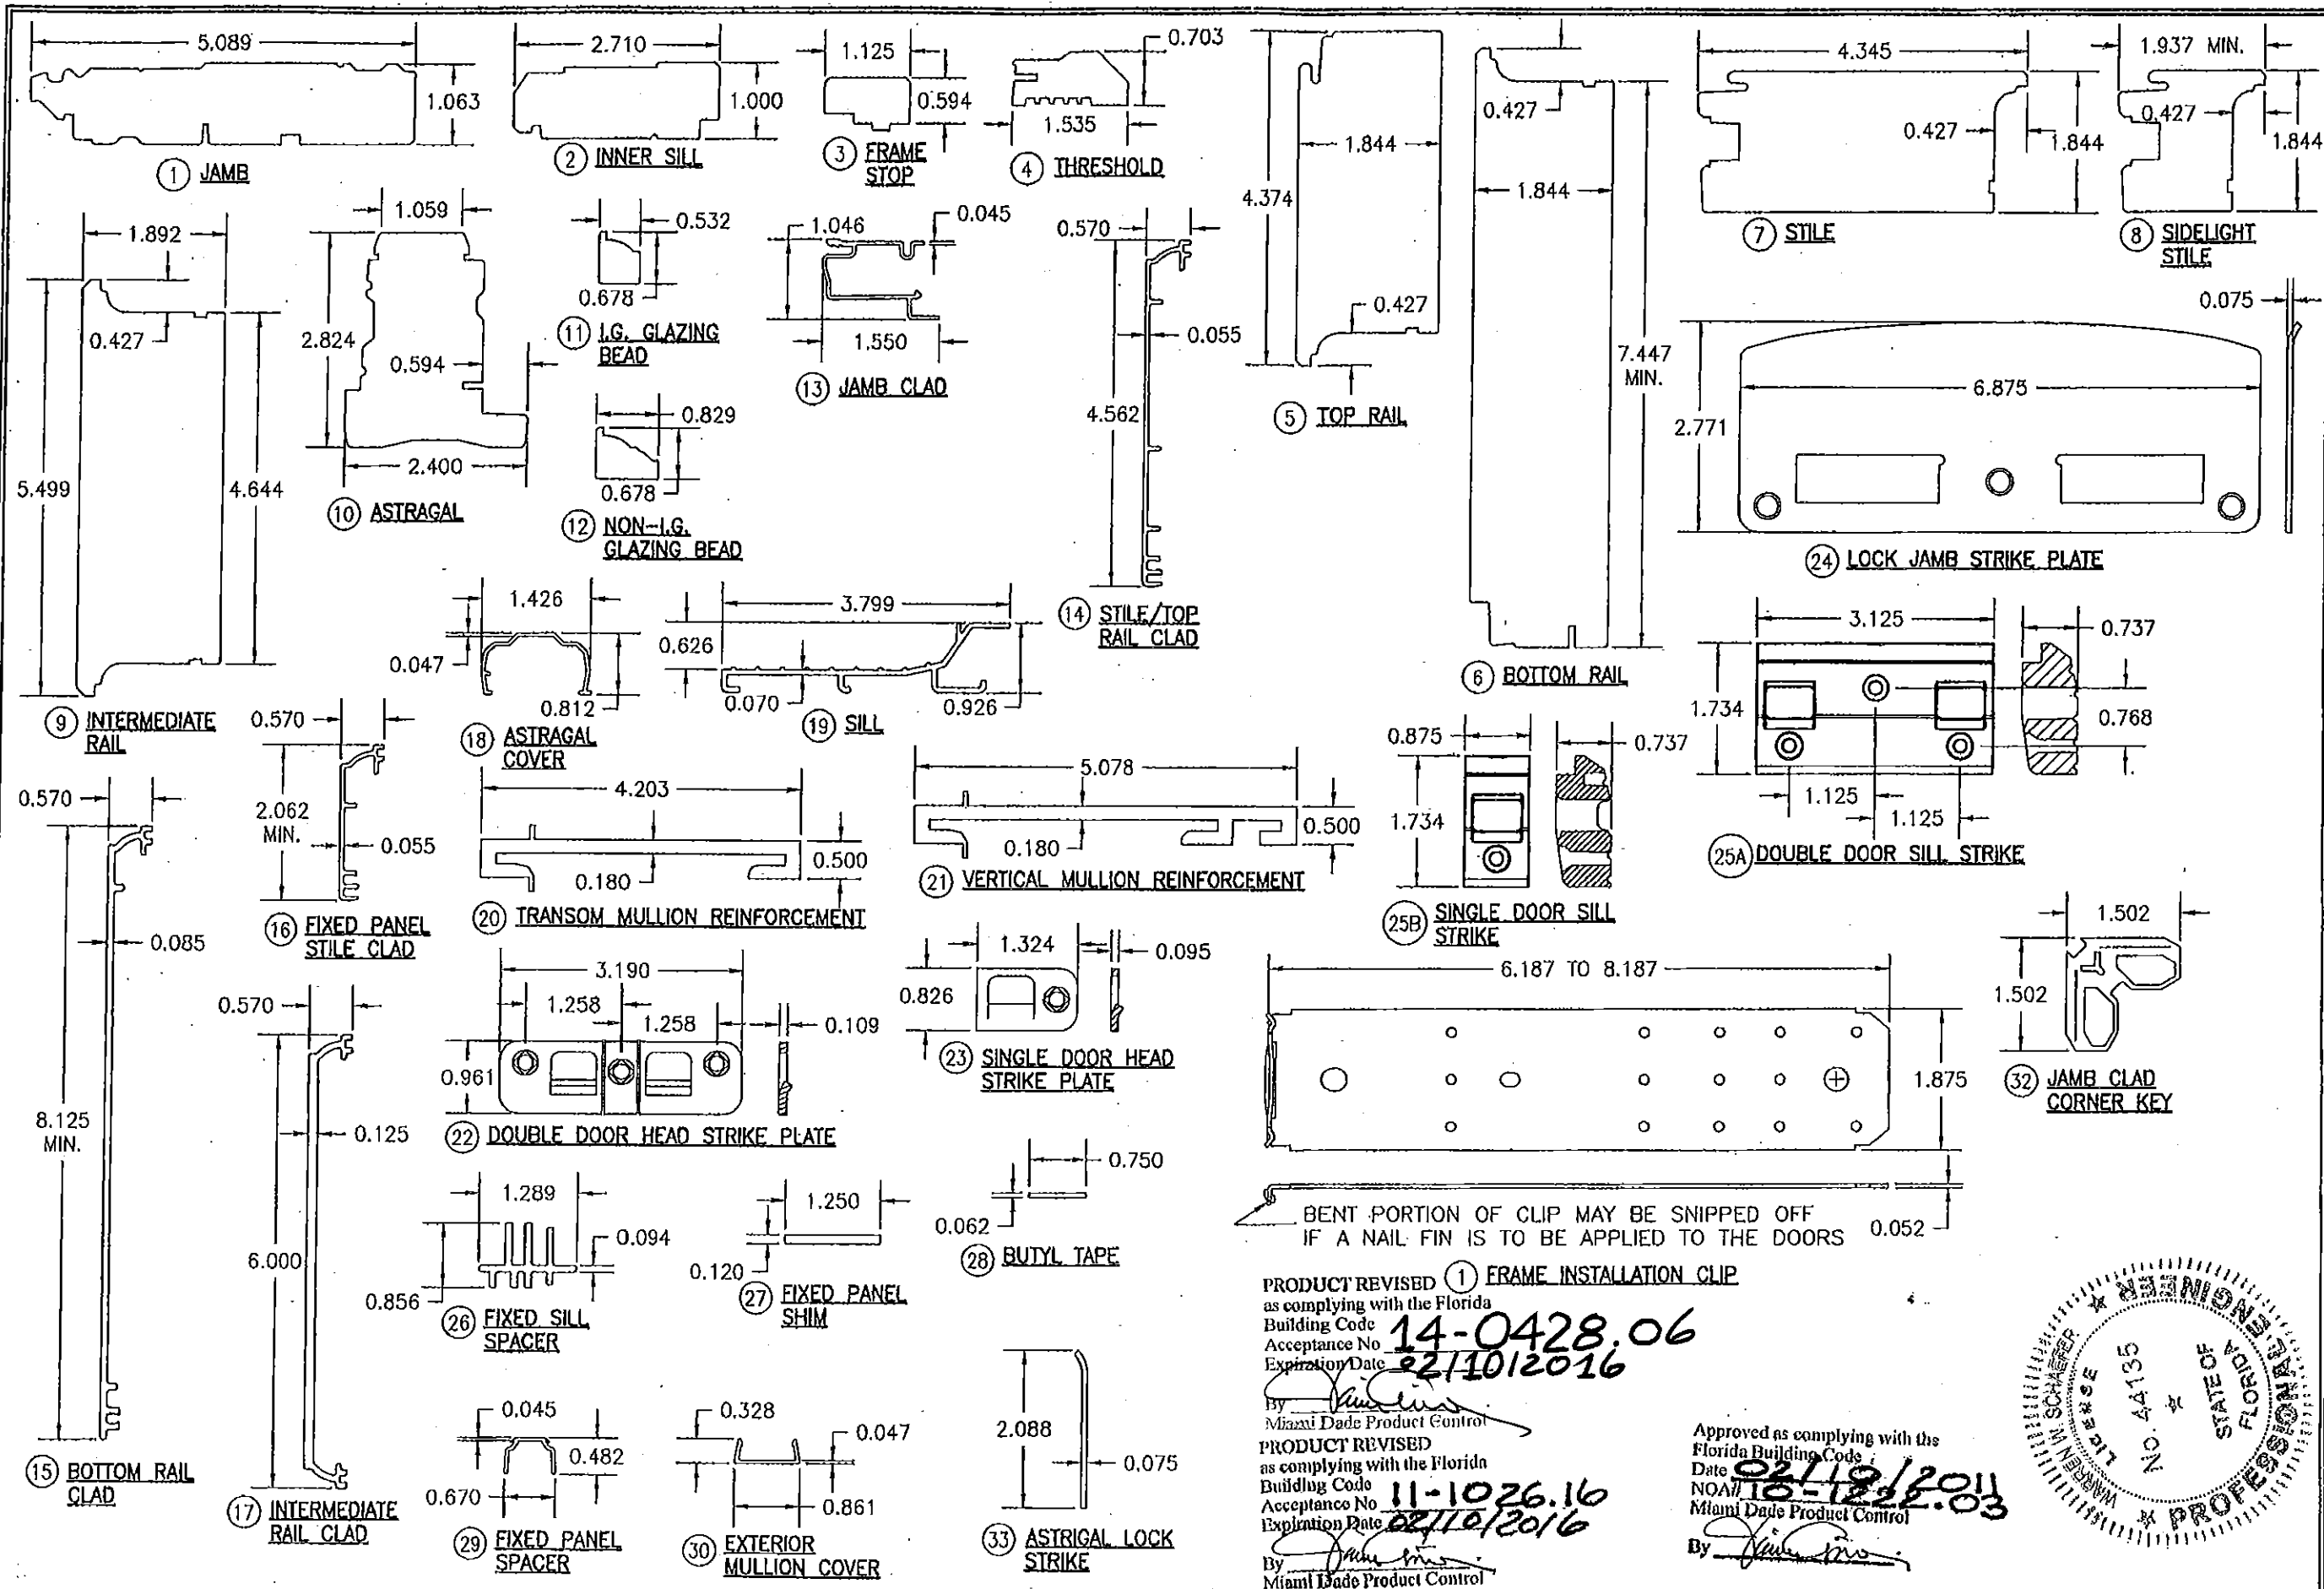 5.089
1.063
① JAMB
2.710
1.000
② INNER SILL
1.125
0.594
③ FRAME
STOP
0.703
1.535
④ THRESHOLD
4.374
1.844
0.427
⑤ TOP RAIL
0.427
1.844
7.447
MIN.
⑥ BOTTOM RAIL
4.345
0.427
1.844
⑦ STILE
1.937 MIN.
0.427
1.844
⑧ SIDELIGHT
STILE
1.892
0.427
5.499
4.644
⑨ INTERMEDIATE
RAIL
1.059
2.824
0.594
2.400
⑩ ASTRAGAL
0.532
0.678
⑪ I.G. GLAZING
BEAD
0.829
0.678
⑫ NON-I.G.
GLAZING BEAD
1.046
0.045
1.550
⑬ JAMB CLAD
0.570
0.055
4.562
⑭ STILE/TOP
RAIL CLAD
0.075
6.875
2.771
㉔ LOCK JAMB STRIKE PLATE
1.426
0.047
0.812
⑱ ASTRAGAL
COVER
3.799
0.626
0.070
0.926
⑲ SILL
3.125
0.737
1.734
0.768
1.125
1.125
25A DOUBLE DOOR SILL STRIKE
0.875
0.737
1.734
25B SINGLE DOOR SILL
STRIKE
0.570
2.062
MIN.
0.055
⑯ FIXED PANEL
STILE CLAD
4.203
0.500
0.180
⑳ TRANSOM MULLION REINFORCEMENT
5.078
0.500
0.180
㉑ VERTICAL MULLION REINFORCEMENT
0.570
0.085
8.125
MIN.
⑮ BOTTOM RAIL
CLAD
0.570
0.125
6.000
⑰ INTERMEDIATE
RAIL CLAD
3.190
1.258
1.258
0.109
0.961
㉒ DOUBLE DOOR HEAD STRIKE PLATE
1.324
0.095
0.826
㉓ SINGLE DOOR HEAD
STRIKE PLATE
6.187 TO 8.187
1.875
0.052
BENT PORTION OF CLIP MAY BE SNIPPED OFF
IF A NAIL FIN IS TO BE APPLIED TO THE DOORS
① FRAME INSTALLATION CLIP
1.502
1.502
㉜ JAMB CLAD
CORNER KEY
1.289
0.094
0.856
㉖ FIXED SILL
SPACER
1.250
0.120
㉗ FIXED PANEL
SHIM
0.750
0.062
㉘ BUTYL TAPE
0.045
0.482
0.670
㉙ FIXED PANEL
SPACER
0.328
0.047
0.861
㉚ EXTERIOR
MULLION COVER
2.088
0.075
㉝ ASTRIGAL LOCK
STRIKE
PRODUCT REVISED
as complying with the Florida
Building Code
Acceptance No 14-0428.06
Expiration Date 02/10/2016
By
Miami Dade Product Control
PRODUCT REVISED
as complying with the Florida
Building Code
Acceptance No 11-1026.16
Expiration Date 02/10/2016
By
Miami Dade Product Control
Approved as complying with the
Florida Building Code
Date 02/10/2011
NOA# 10-1222.03
Miami Dade Product Control
By
WARREN W. SCHAEFER
LICENSE
NO. 44135
STATE OF
FLORIDA
PROFESSIONAL ENGINEER